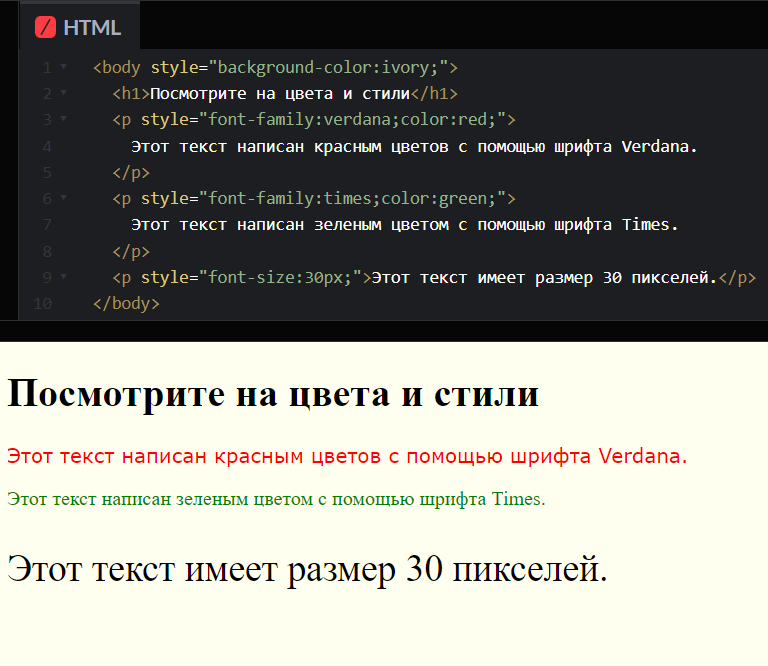 HTML
1 <body style="background-color:ivory;">
2 <h1>Посмотрите на цвета и стили</h1>
3 <p style="font-family:verdana;color:red;">
4 Этот текст написан красным цветов с помощью шрифта Verdana.
5 </p>
6 <p style="font-family:times;color:green;">
7 Этот текст написан зеленым цветом с помощью шрифта Times.
8 </p>
9 <p style="font-size:30px;">Этот текст имеет размер 30 пикселей.</p>
10 </body>
Посмотрите на цвета и стили
Этот текст написан красным цветов с помощью шрифта Verdana.
Этот текст написан зеленым цветом с помощью шрифта Times.
Этот текст имеет размер 30 пикселей.